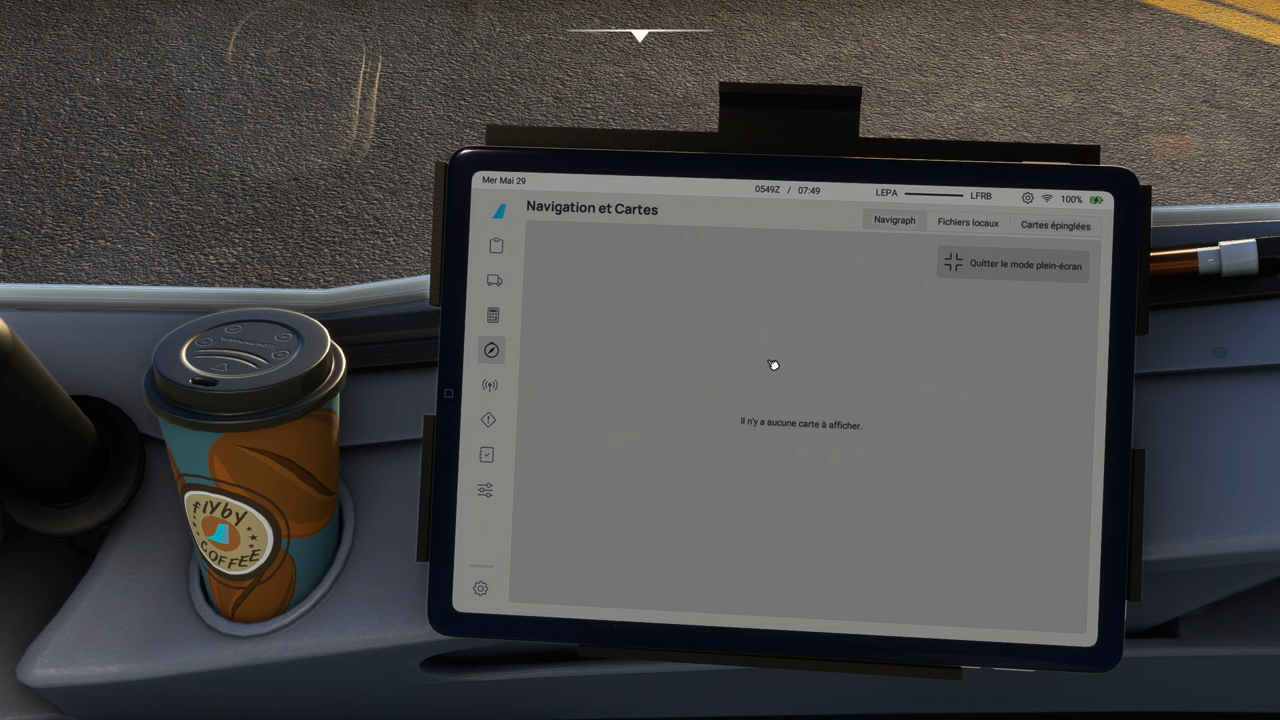 Mer Mai 29
0549Z / 07:49
LEPA
LFRB
100%
Navigation et Cartes
Navigraph
Fichiers locaux
Cartes épinglées
Quitter le mode plein-écran
Il n'y a aucune carte à afficher.
flyby
COFFEE